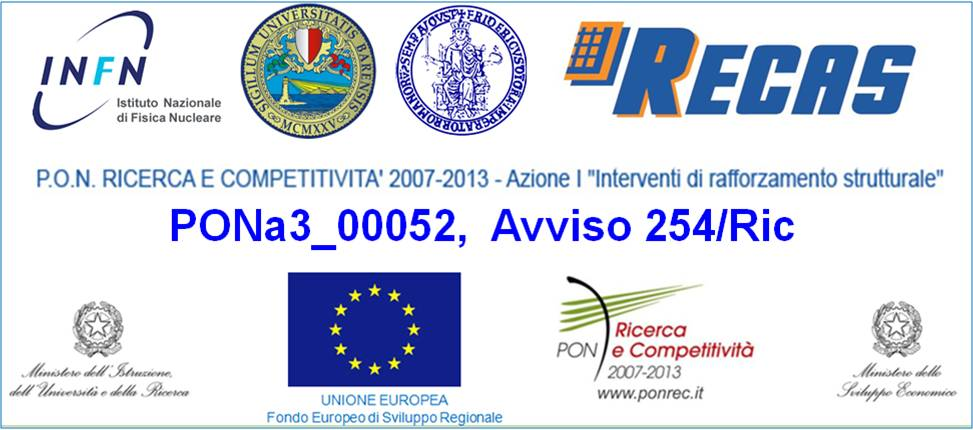 INFN
Istituto Nazionale
di Fisica Nucleare
SIGILLUM UNIVERSITATIS BARENSIS
MCMXXV
RECAS
P.O.N. RICERCA E COMPETITIVITA' 2007-2013 - Azione I "Interventi di rafforzamento strutturale"
PONa3_00052, Avviso 254/Ric
Ministero dell'Istruzione,
dell'Università e della Ricerca
UNIONE EUROPEA
Fondo Europeo di Sviluppo Regionale
PON Ricerca
e Competitività
2007-2013
www.ponrec.it
Ministero dello
Sviluppo Economico